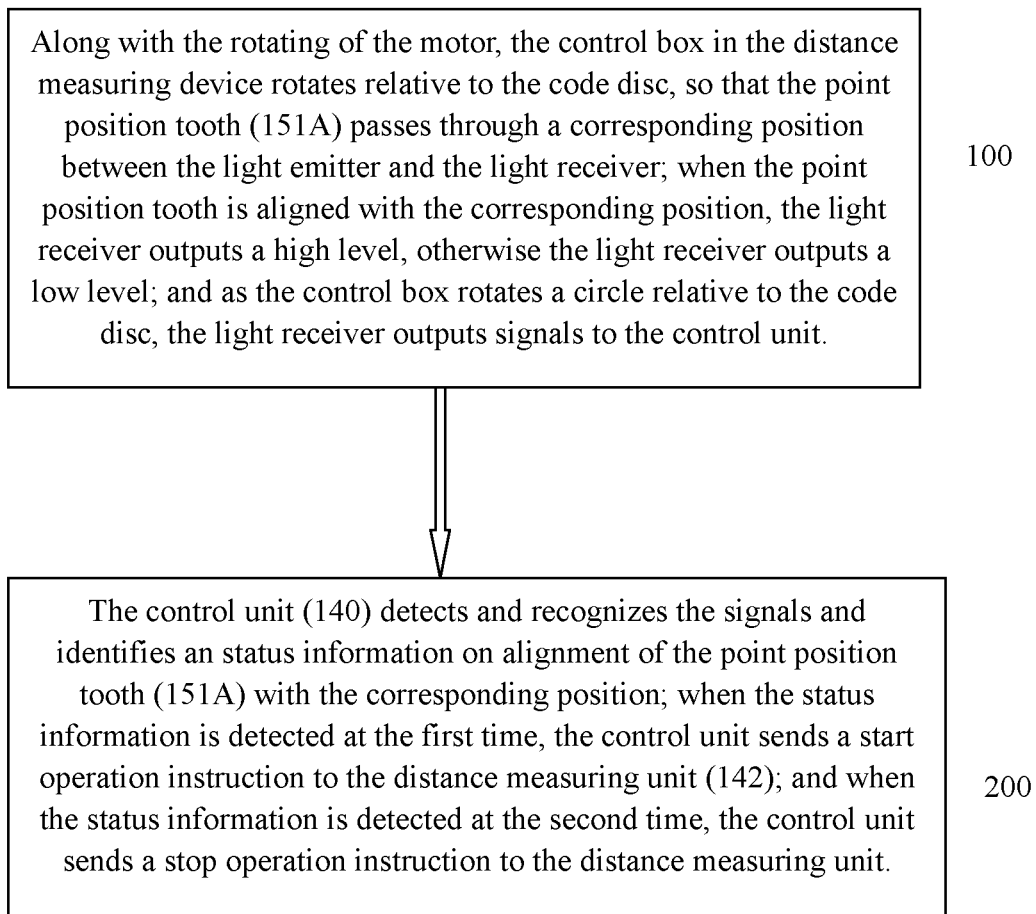 Along with the rotating of the motor, the control box in the distance
measuring device rotates relative to the code disc, so that the point
position tooth (151A) passes through a corresponding position
between the light emitter and the light receiver; when the point
position tooth is aligned with the corresponding position, the light
receiver outputs a high level, otherwise the light receiver outputs a
low level; and as the control box rotates a circle relative to the code
disc, the light receiver outputs signals to the control unit.
100
The control unit (140) detects and recognizes the signals and
identifies an status information on alignment of the point position
tooth (151A) with the corresponding position; when the status
information is detected at the first time, the control unit sends a start
operation instruction to the distance measuring unit (142); and when
the status information is detected at the second time, the control unit
sends a stop operation instruction to the distance measuring unit.
200